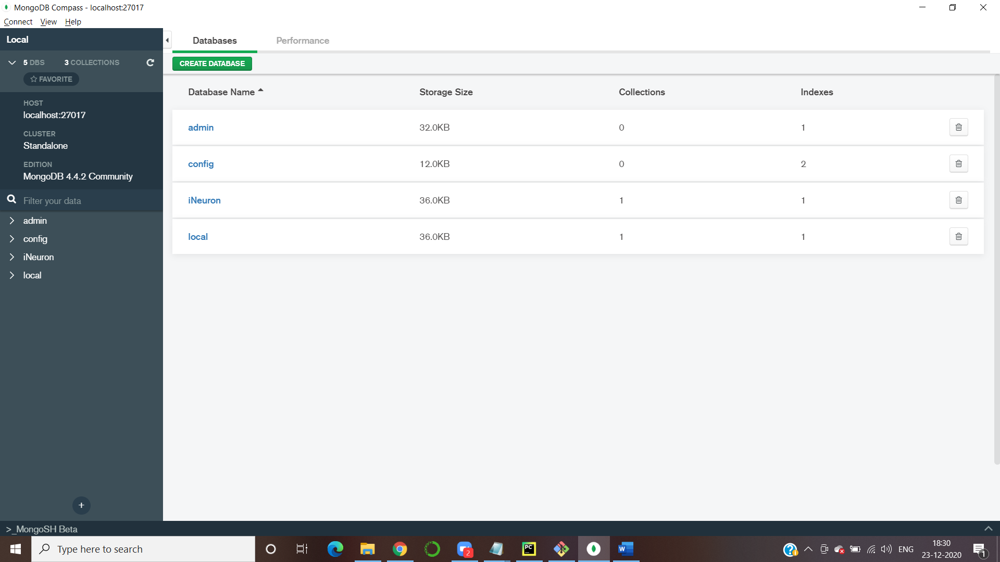 MongoDB Compass - localhost:27017
Connect View Help
Local
5 DBS 3 COLLECTIONS
FAVORITE
HOST
localhost:27017
CLUSTER
Standalone
EDITION
MongoDB 4.4.2 Community
Filter your data
admin
config
iNeuron
local
Databases Performance
CREATE DATABASE
Database Name Storage Size Collections Indexes
admin 32.0KB 0 1
config 12.0KB 0 2
iNeuron 36.0KB 1 1
local 36.0KB 1 1
>_MongoSH Beta
Type here to search
2
PC
W
ENG
18:30
23-12-2020
1